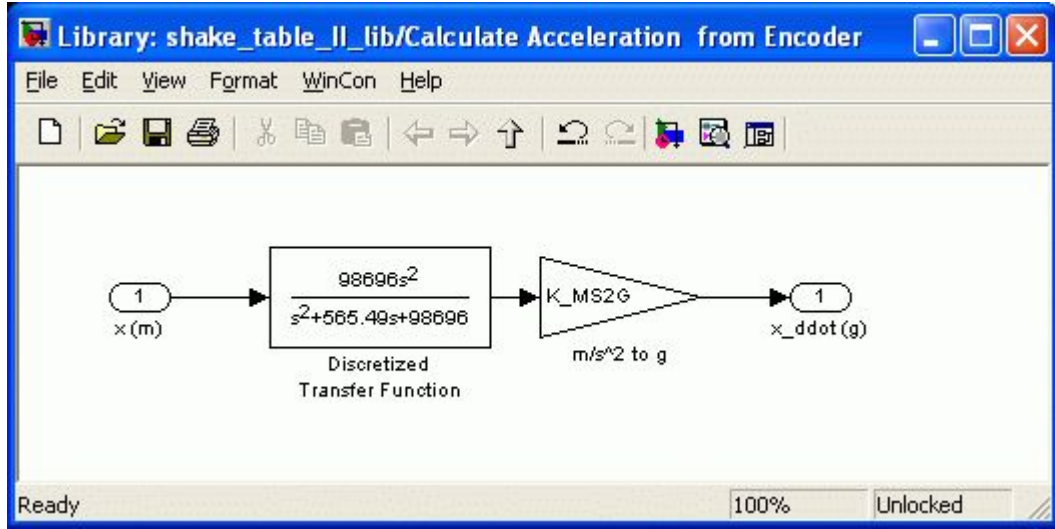 Library: shake_table_II_lib/Calculate Acceleration from Encoder
File Edit View Format WinCon Help
98696s²
s²+565.49s+98696
1
x (m)
K_MS2G
1
x_ddot (g)
m/s^2 to g
Discretized
Transfer Function
Ready 100% Unlocked